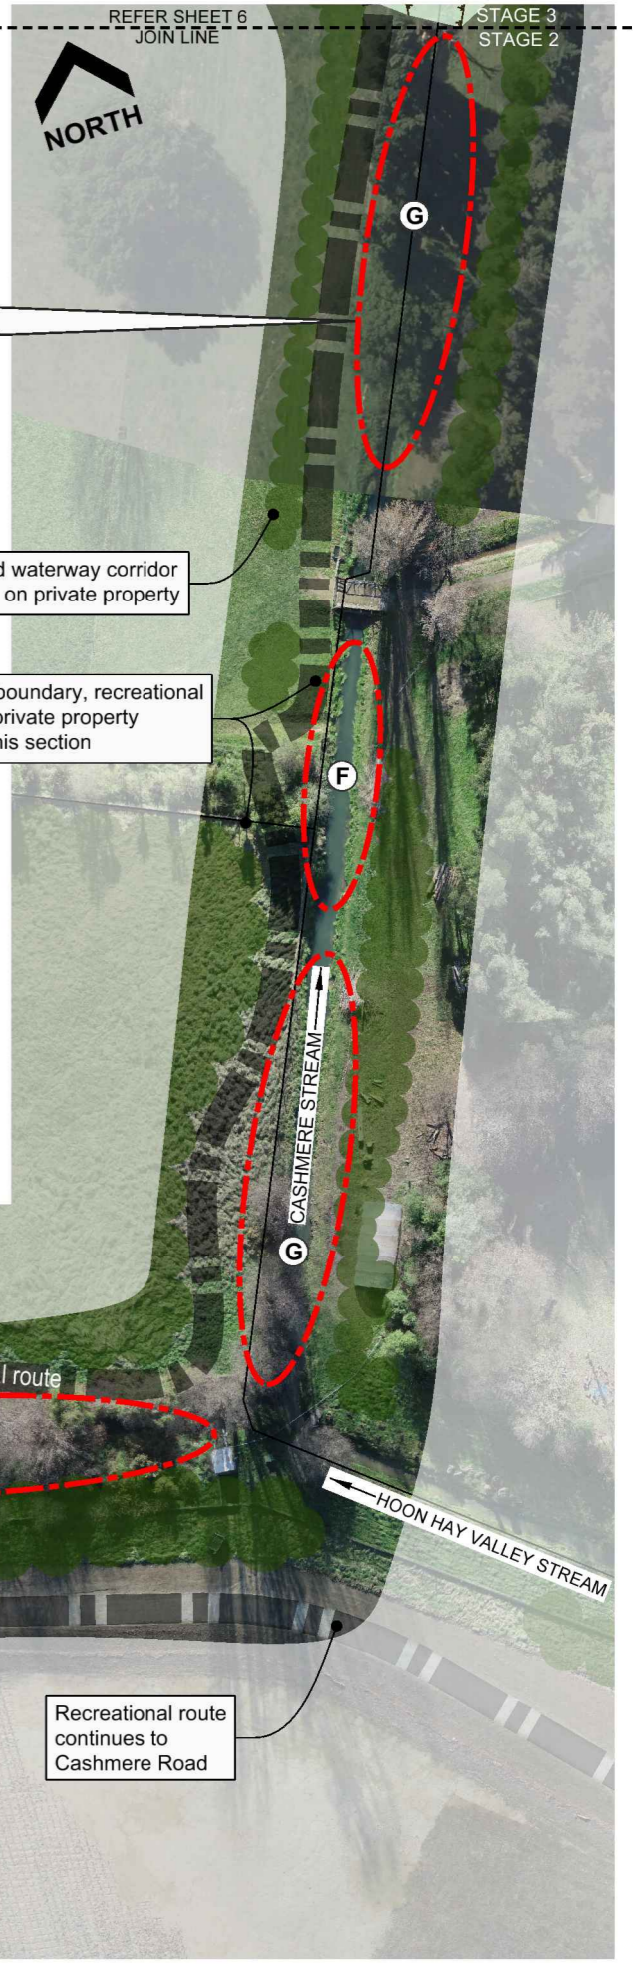 REFER SHEET 6
JOIN LINE
STAGE 3
STAGE 2
NORTH
G
d waterway corridor
on private property
boundary, recreational
private property
his section
F
CASHMERE STREAM
G
l route
HOON HAY VALLEY STREAM
Recreational route
continues to
Cashmere Road